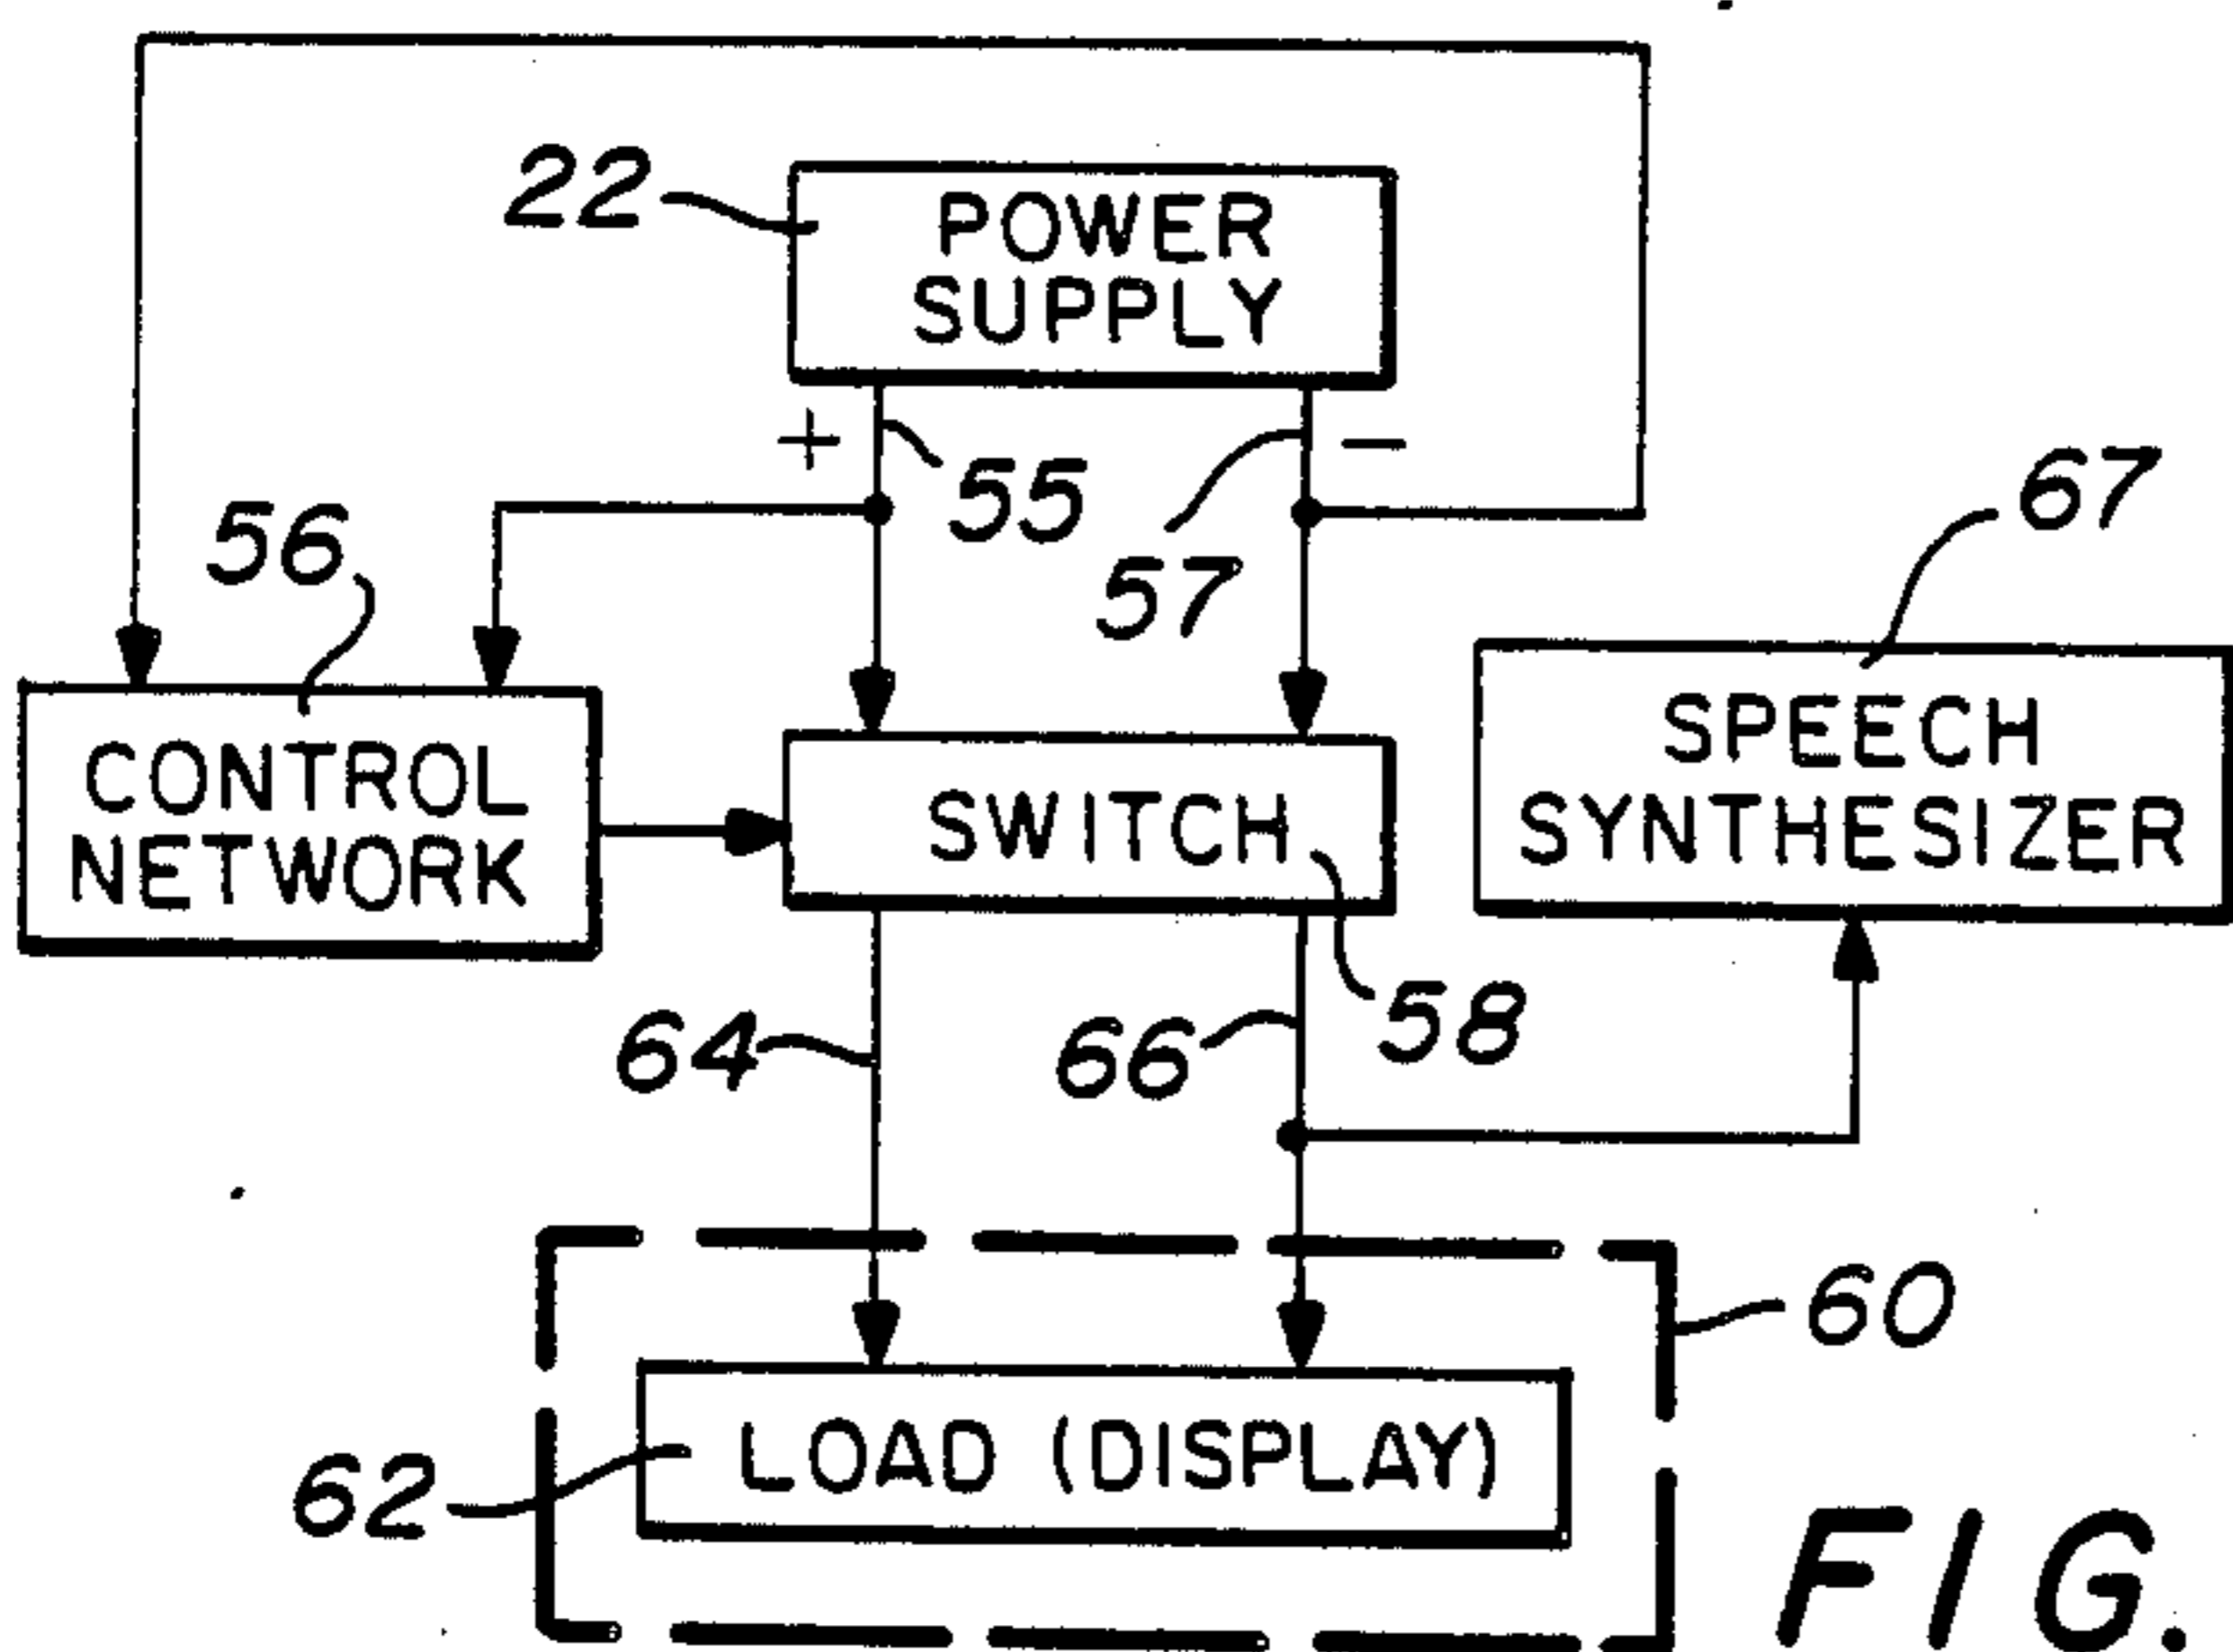 22
POWER
SUPPLY
+
55
57
−
56
67
CONTROL
NETWORK
SWITCH
SPEECH
SYNTHESIZER
64
66
58
60
62
LOAD (DISPLAY)
FIG.